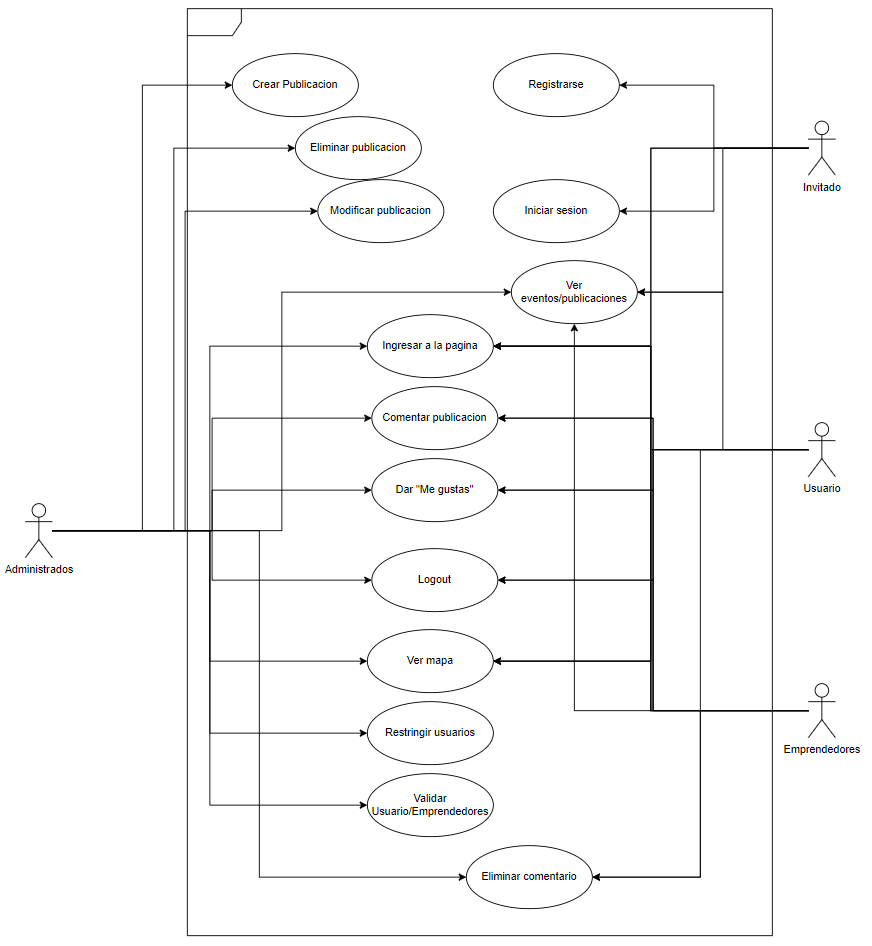 Crear Publicacion
Registrarse
Eliminar publicacion
Invitado
Modificar publicacion
Iniciar sesion
Ver
eventos/publicaciones
Ingresar a la pagina
Comentar publicacion
Dar "Me gustas"
Usuario
Administrados
Logout
Ver mapa
Restringir usuarios
Emprendedores
Validar
Usuario/Emprendedores
Eliminar comentario